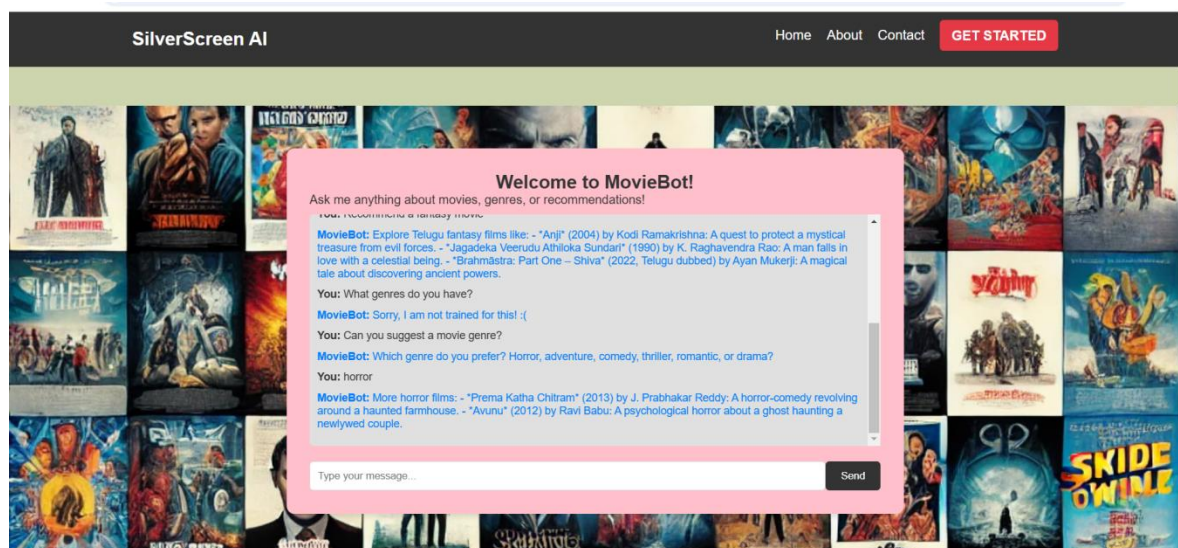 SilverScreen AI
Home About Contact GET STARTED
Welcome to MovieBot!
Ask me anything about movies, genres, or recommendations!
You: Recommend a fantasy movie
MovieBot: Explore Telugu fantasy films like: - "Anji" (2004) by Kodi Ramakrishna: A quest to protect a mystical
treasure from evil forces. - "Jagadeka Veerudu Athiloka Sundari" (1990) by K. Raghavendra Rao: A man falls in
love with a celestial being. - "Brahmāstra: Part One – Shiva" (2022, Telugu dubbed) by Ayan Mukerji: A magical
tale about discovering ancient powers.
You: What genres do you have?
MovieBot: Sorry, I am not trained for this! :(
You: Can you suggest a movie genre?
MovieBot: Which genre do you prefer? Horror, adventure, comedy, thriller, romantic, or drama?
You: horror
MovieBot: More horror films: - "Prema Katha Chitram" (2013) by J. Prabhakar Reddy: A horror-comedy revolving
around a haunted farmhouse. - "Avunu" (2012) by Ravi Babu: A psychological horror about a ghost haunting a
newlywed couple.
Type your message...
Send
SKIDE